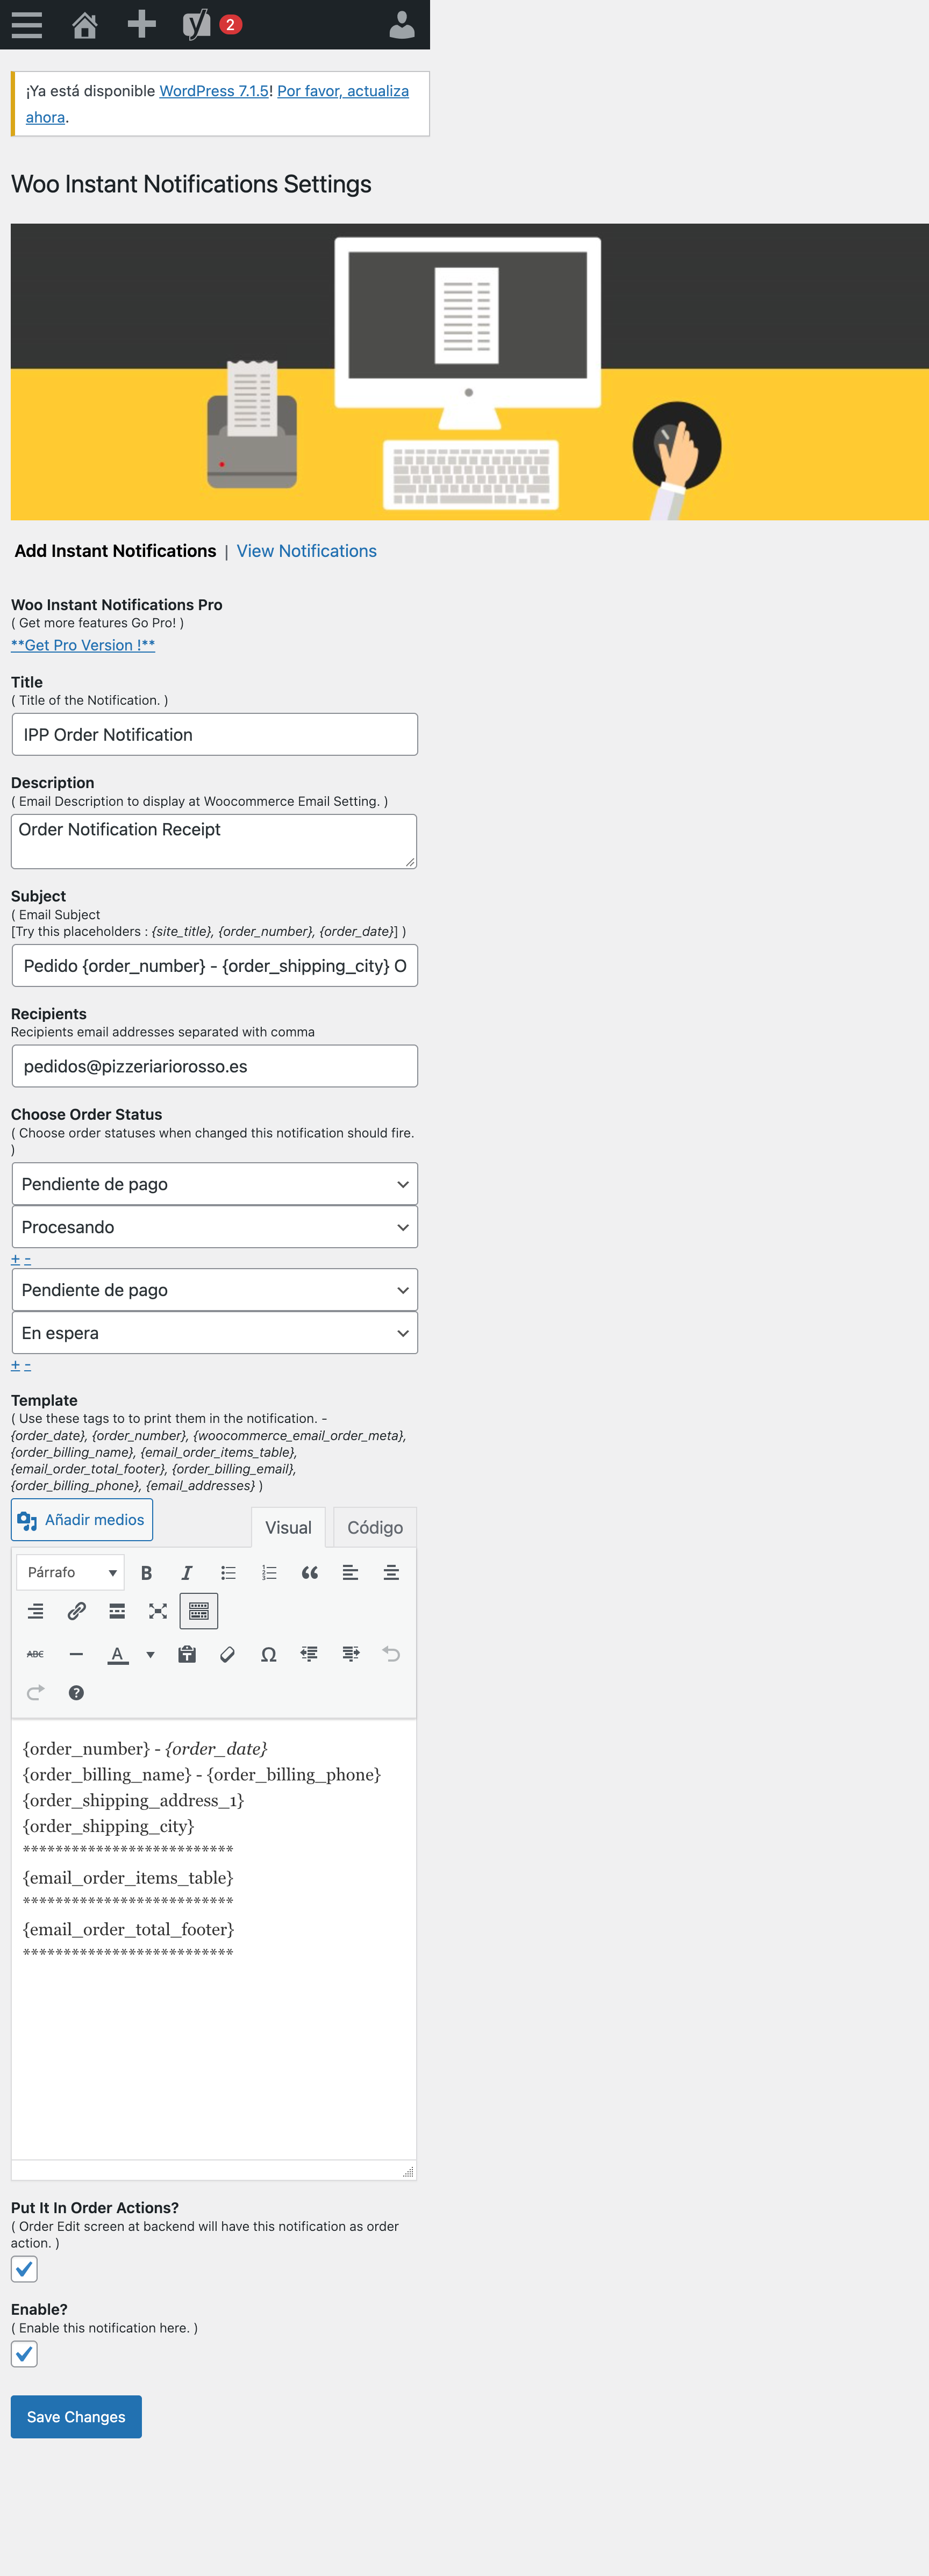 2
¡Ya está disponible WordPress 7.1.5! Por favor, actualiza
ahora.
Woo Instant Notifications Settings
Add Instant Notifications | View Notifications
Woo Instant Notifications Pro
( Get more features Go Pro! )
**Get Pro Version !**
Title
( Title of the Notification. )
IPP Order Notification
Description
( Email Description to display at Woocommerce Email Setting. )
Order Notification Receipt
Subject
( Email Subject
[Try this placeholders : {site_title}, {order_number}, {order_date}] )
Pedido {order_number} - {order_shipping_city} O
Recipients
Recipients email addresses separated with comma
pedidos@pizzeriariorosso.es
Choose Order Status
( Choose order statuses when changed this notification should fire.
)
Pendiente de pago
Procesando
+ -
Pendiente de pago
En espera
+ -
Template
( Use these tags to to print them in the notification. -
{order_date}, {order_number}, {woocommerce_email_order_meta},
{order_billing_name}, {email_order_items_table},
{email_order_total_footer}, {order_billing_email},
{order_billing_phone}, {email_addresses} )
Añadir medios
Visual
Código
Párrafo
B I
ABC A Ω
{order_number} - {order_date}
{order_billing_name} - {order_billing_phone}
{order_shipping_address_1}
{order_shipping_city}
**************************
{email_order_items_table}
**************************
{email_order_total_footer}
**************************
Put It In Order Actions?
( Order Edit screen at backend will have this notification as order
action. )
Enable?
( Enable this notification here. )
Save Changes